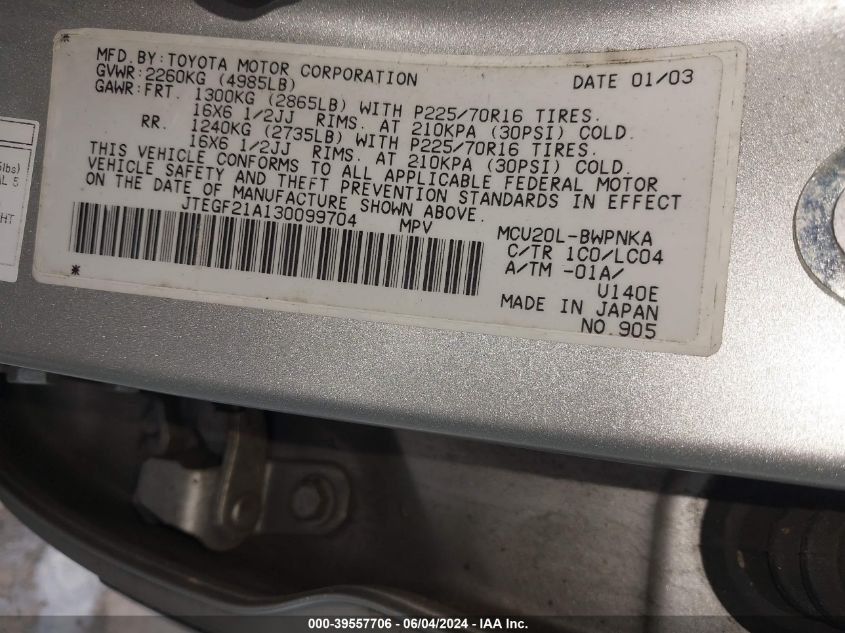 MFD.BY:TOYOTA MOTOR CORPORATION DATE 01/03
GVWR:2260KG (4985LB)
GAWR:FRT. 1300KG (2865LB) WITH P225/70R16 TIRES.
16X6 1/2JJ RIMS. AT 210KPA (30PSI) COLD.
RR. 1240KG (2735LB) WITH P225/70R16 TIRES.
16X6 1/2JJ RIMS. AT 210KPA (30PSI) COLD.
THIS VEHICLE CONFORMS TO ALL APPLICABLE FEDERAL MOTOR
VEHICLE SAFETY AND THEFT PREVENTION STANDARDS IN EFFECT
ON THE DATE OF MANUFACTURE SHOWN ABOVE.
JTEGF21A130099704 MPV
MCU20L-BWPNKA
C/TR 1C0/LC04
A/TM -01A/
U140E
MADE IN JAPAN
NO.905
lbs)
HT
000-39557706 - 06/04/2024 - IAA Inc.